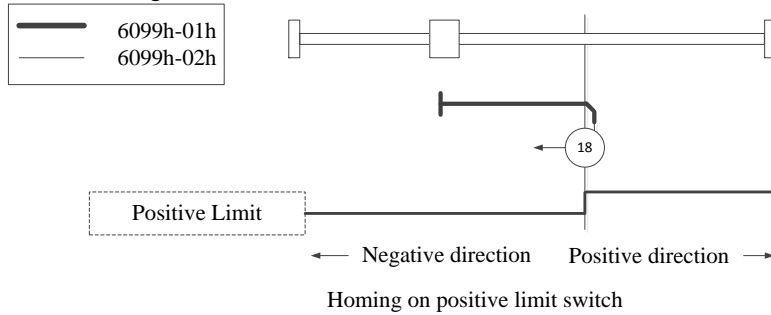 6099h-01h
6099h-02h
18
Positive Limit
Negative direction
Positive direction
Homing on positive limit switch